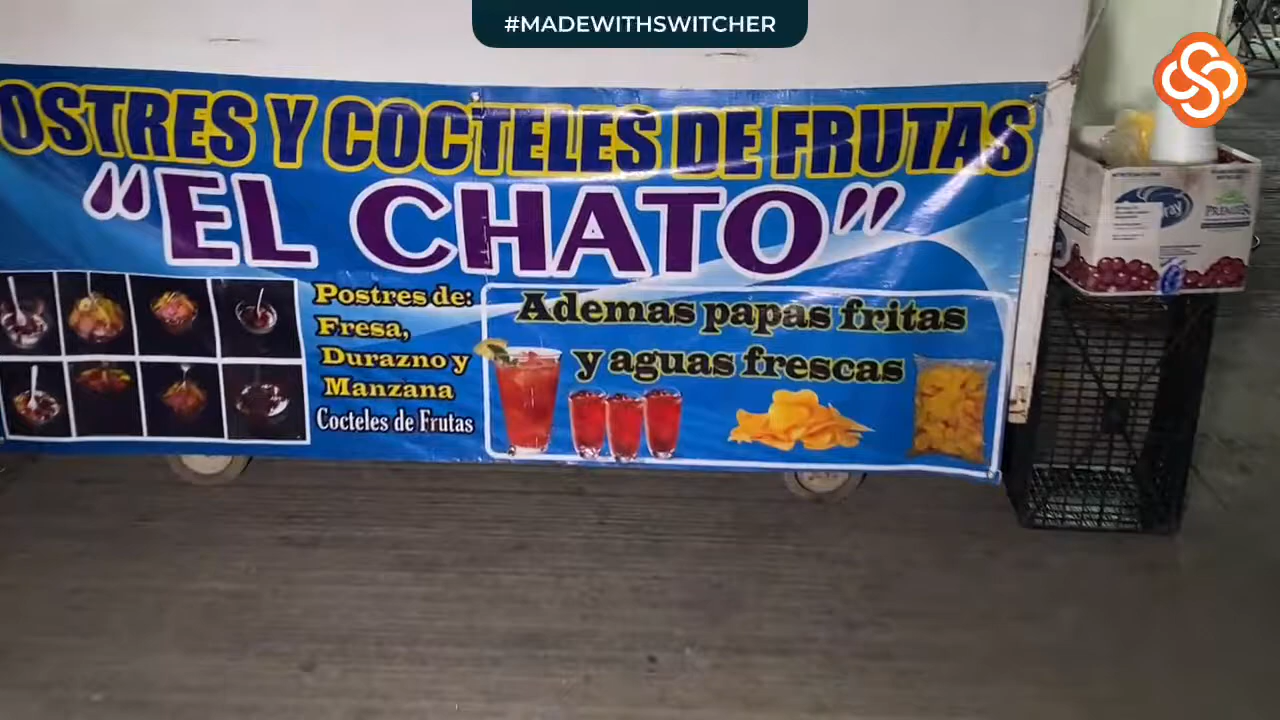 #MADEWITHSWITCHER
OSTRES Y COCTELES DE FRUTAS
"EL CHATO"
Postres de:
Fresa,
Durazno y
Manzana
Cocteles de Frutas
Ademas papas fritas
y aguas frescas